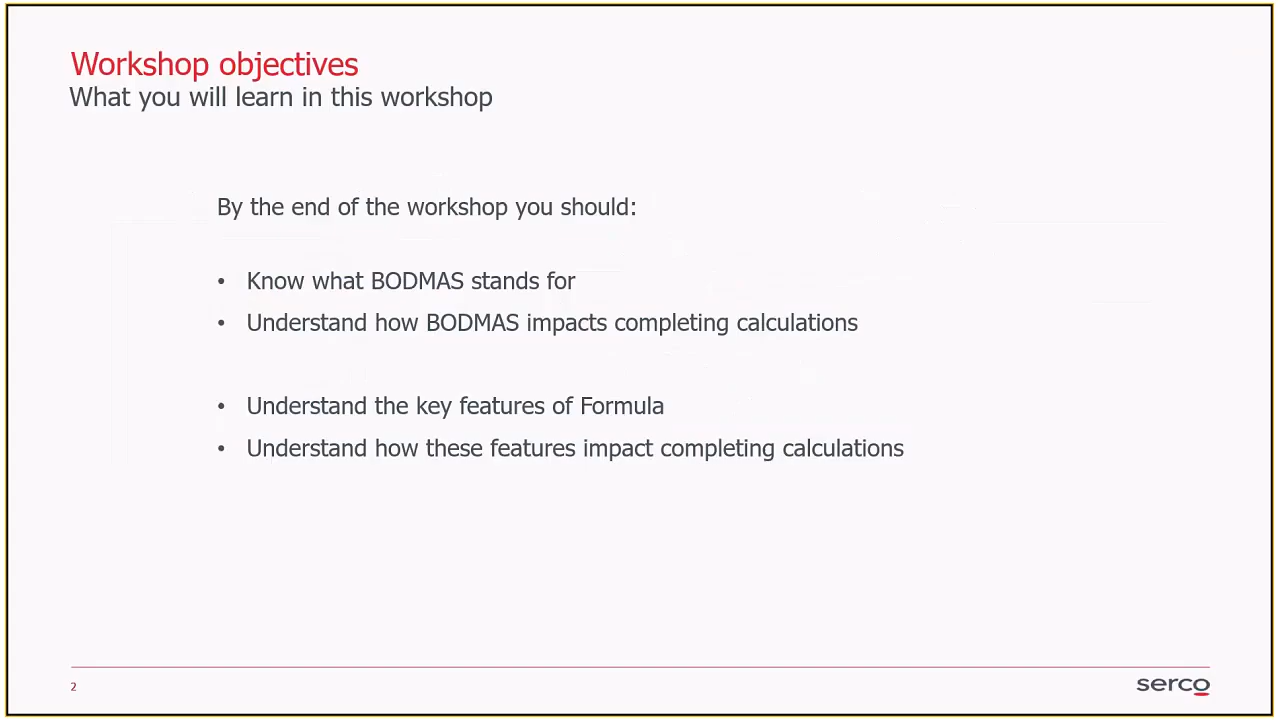 Workshop objectives
What you will learn in this workshop
By the end of the workshop you should:
• Know what BODMAS stands for
• Understand how BODMAS impacts completing calculations
• Understand the key features of Formula
• Understand how these features impact completing calculations
2
serco